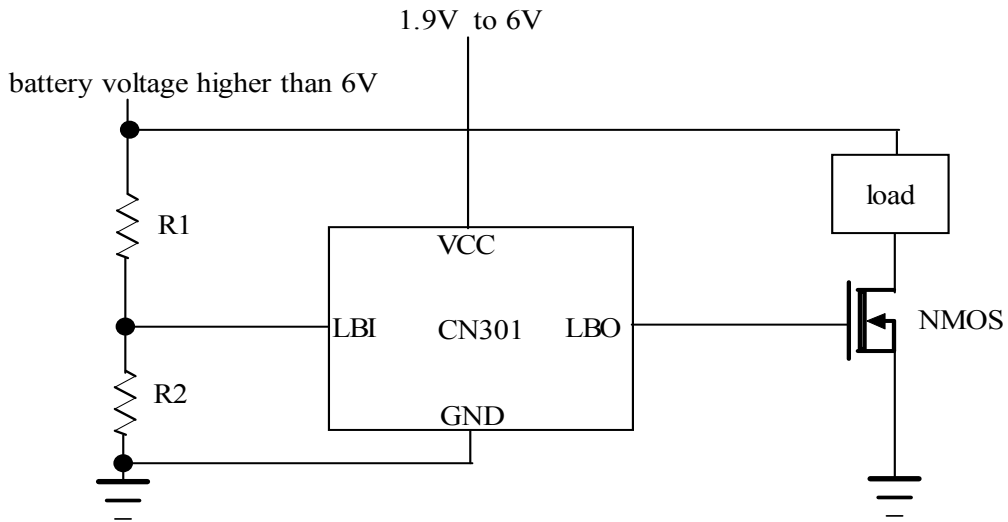 1.9V to 6V
battery voltage higher than 6V
load
R1
VCC
LBI
CN301
LBO
NMOS
R2
GND